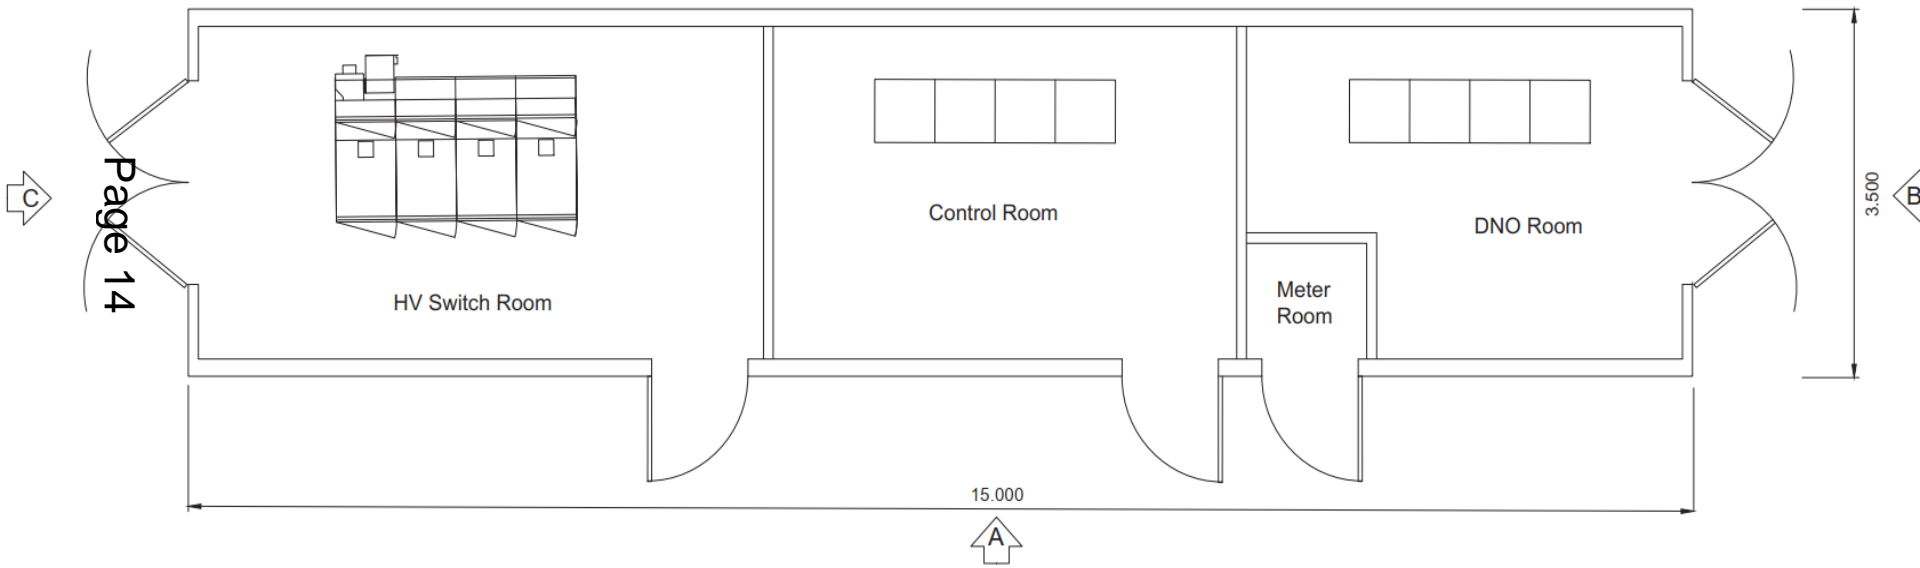 C
Page 14
HV Switch Room
Control Room
DNO Room
Meter
Room
3.500
B
15.000
A